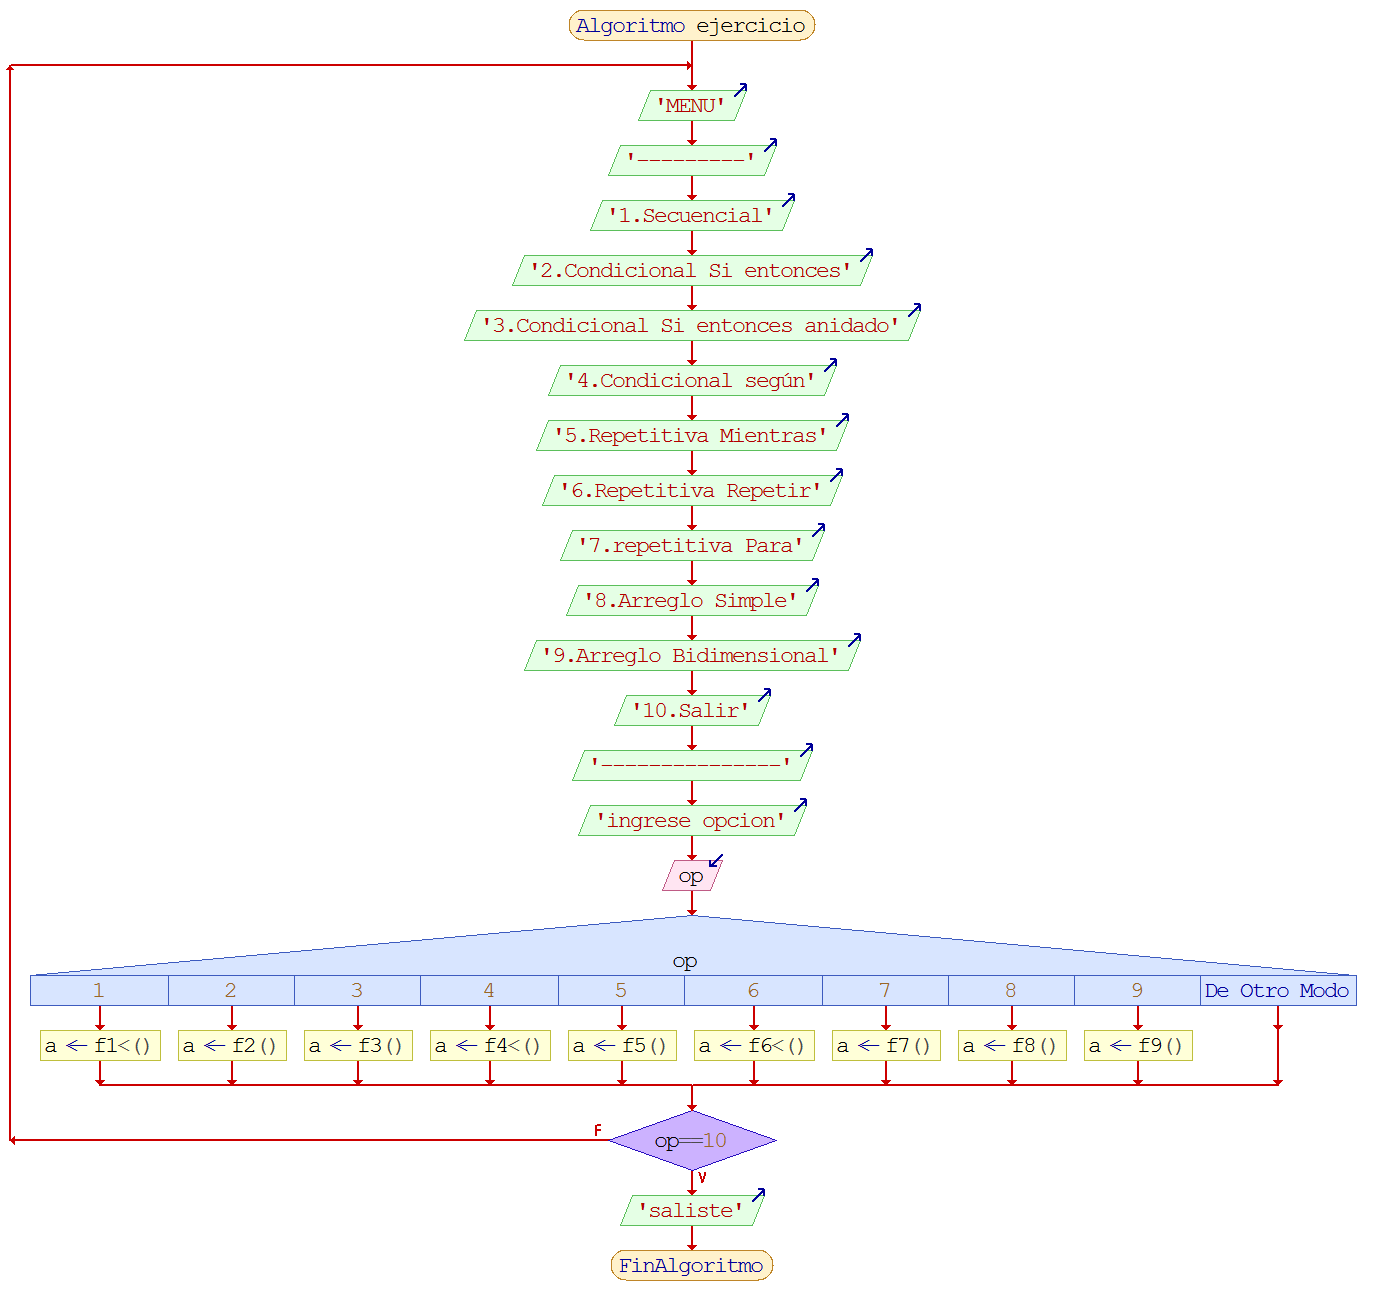 Algoritmo ejercicio
'MENU'
'---------'
'1.Secuencial'
'2.Condicional Si entonces'
'3.Condicional Si entonces anidado'
'4.Condicional según'
'5.Repetitiva Mientras'
'6.Repetitiva Repetir'
'7.repetitiva Para'
'8.Arreglo Simple'
'9.Arreglo Bidimensional'
'10.Salir'
'---------------'
'ingrese opcion'
op
op
1 2 3 4 5 6 7 8 9 De Otro Modo
a ← f1<() a ← f2() a ← f3() a ← f4<() a ← f5() a ← f6<() a ← f7() a ← f8() a ← f9()
F
op==10
V
'saliste'
FinAlgoritmo